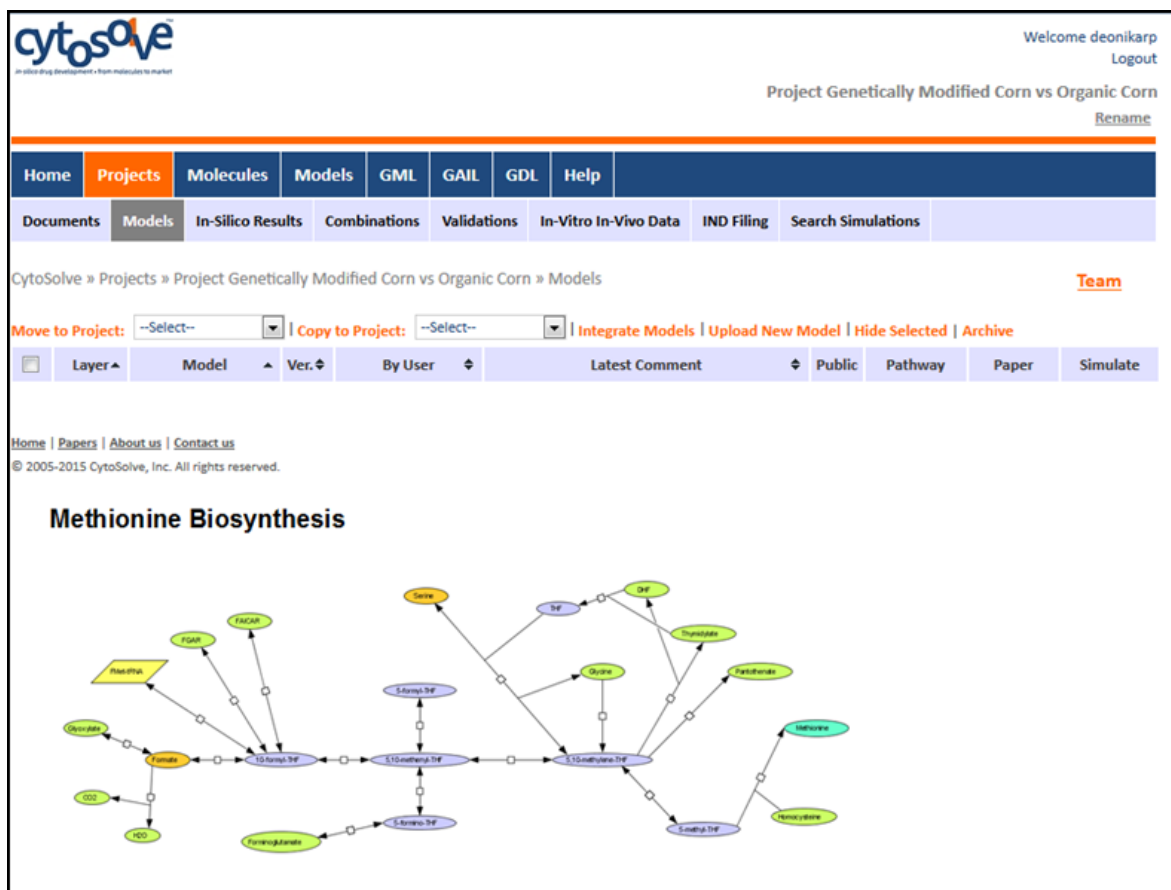 cytosolve
in-silico drug development • from molecules to market
Welcome deonikarp
Logout
Project Genetically Modified Corn vs Organic Corn
Rename
Home Projects Molecules Models GML GAIL GDL Help
Documents Models In-Silico Results Combinations Validations In-Vitro In-Vivo Data IND Filing Search Simulations
CytoSolve » Projects » Project Genetically Modified Corn vs Organic Corn » Models
Team
Move to Project: --Select-- | Copy to Project: --Select-- | Integrate Models | Upload New Model | Hide Selected | Archive
Layer Model Ver. By User Latest Comment Public Pathway Paper Simulate
Home | Papers | About us | Contact us
© 2005-2015 CytoSolve, Inc. All rights reserved.
Methionine Biosynthesis
Serine
DHF
THF
FAICAR
Thymidylate
FGAR
Glycine
Pantothenate
5-formyl-THF
Glyoxylate
Methionine
Formate
10-formyl-THF
5,10-methenyl-THF
5,10-methylene-THF
CO2
Homocysteine
5-formino-THF
5-methyl-THF
H2O
Forminoglutamate